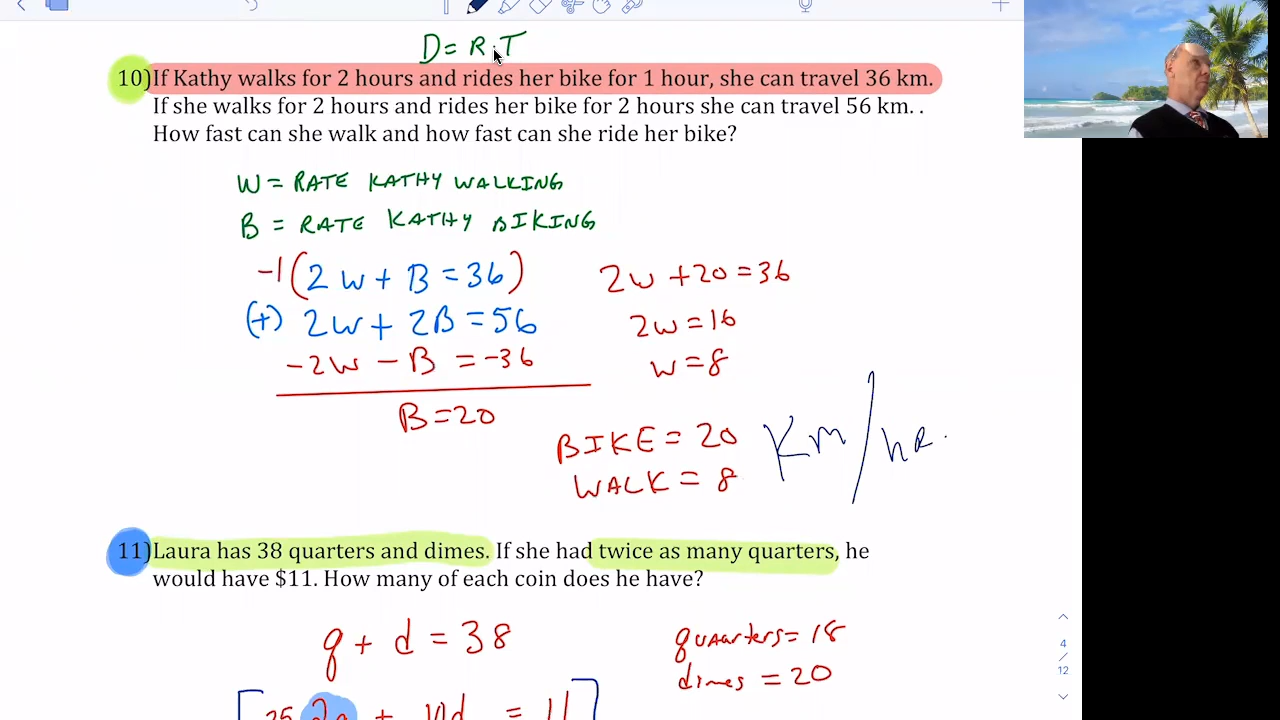 D = R·T
10) If Kathy walks for 2 hours and rides her bike for 1 hour, she can travel 36 km.
If she walks for 2 hours and rides her bike for 2 hours she can travel 56 km. .
How fast can she walk and how fast can she ride her bike?
W = RATE KATHY WALKING
B = RATE KATHY BIKING
-1(2W + B = 36)
(+) 2W + 2B = 56
-2W - B = -36
B = 20
2W + 20 = 36
2W = 16
W = 8
BIKE = 20
WALK = 8
Km/hR.
11) Laura has 38 quarters and dimes. If she had twice as many quarters, he
would have $11. How many of each coin does he have?
q + d = 38
quarters = 18
dimes = 20
4
/
12